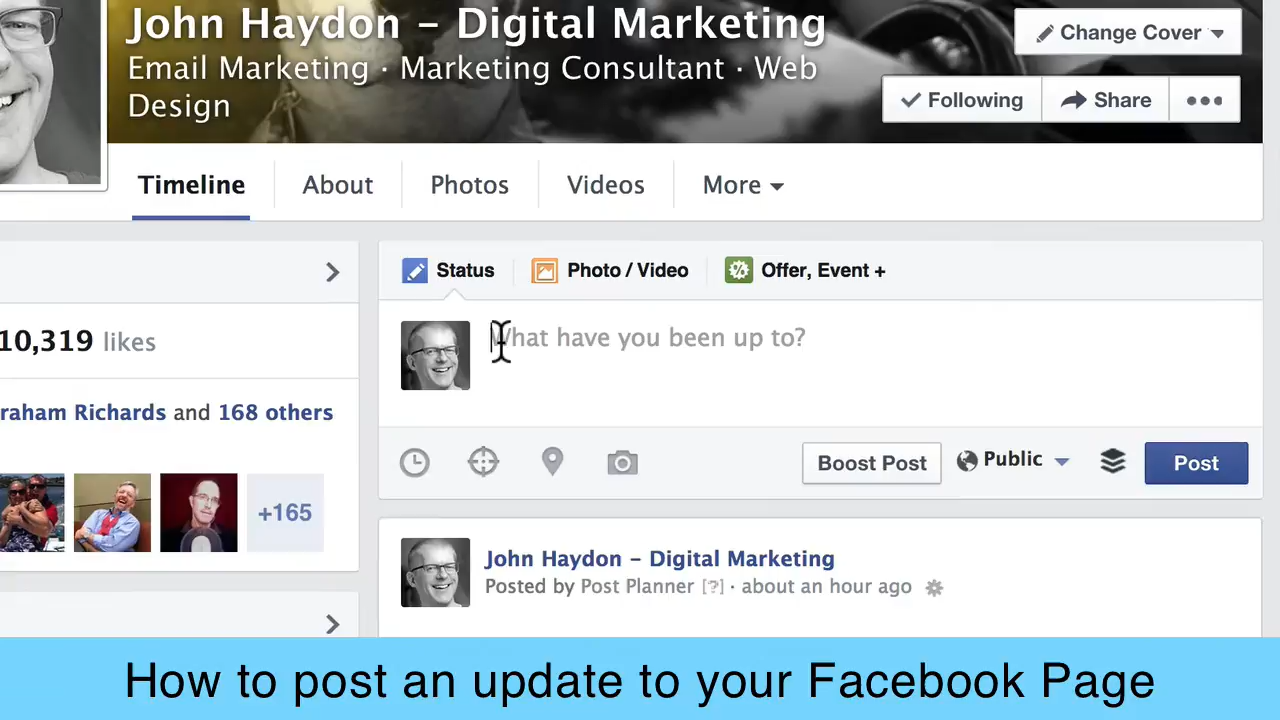 John Haydon – Digital Marketing
Email Marketing · Marketing Consultant · Web
Design
Change Cover
Following
Share
Timeline
About
Photos
Videos
More
Status
Photo / Video
Offer, Event +
10,319 likes
What have you been up to?
raham Richards and 168 others
+165
Boost Post
Public
Post
John Haydon – Digital Marketing
Posted by Post Planner [?] · about an hour ago
How to post an update to your Facebook Page